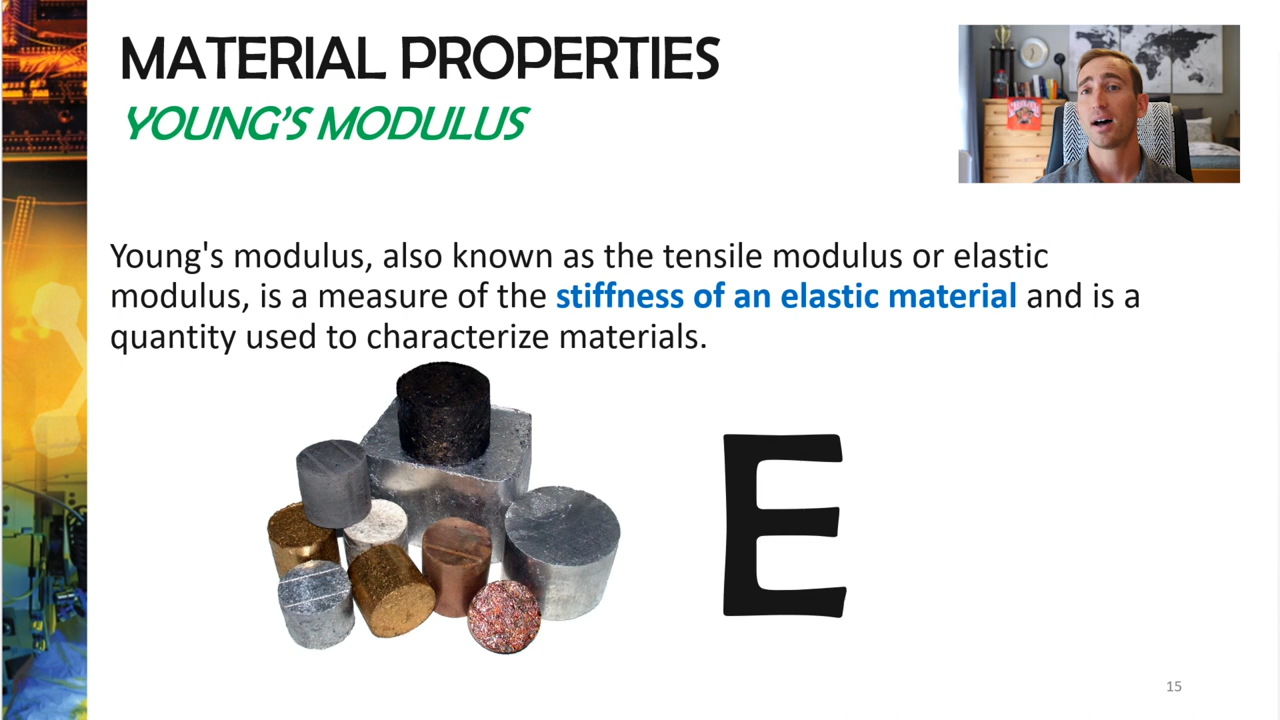 MATERIAL PROPERTIES
YOUNG'S MODULUS
Young's modulus, also known as the tensile modulus or elastic
modulus, is a measure of the stiffness of an elastic material and is a
quantity used to characterize materials.
E
15